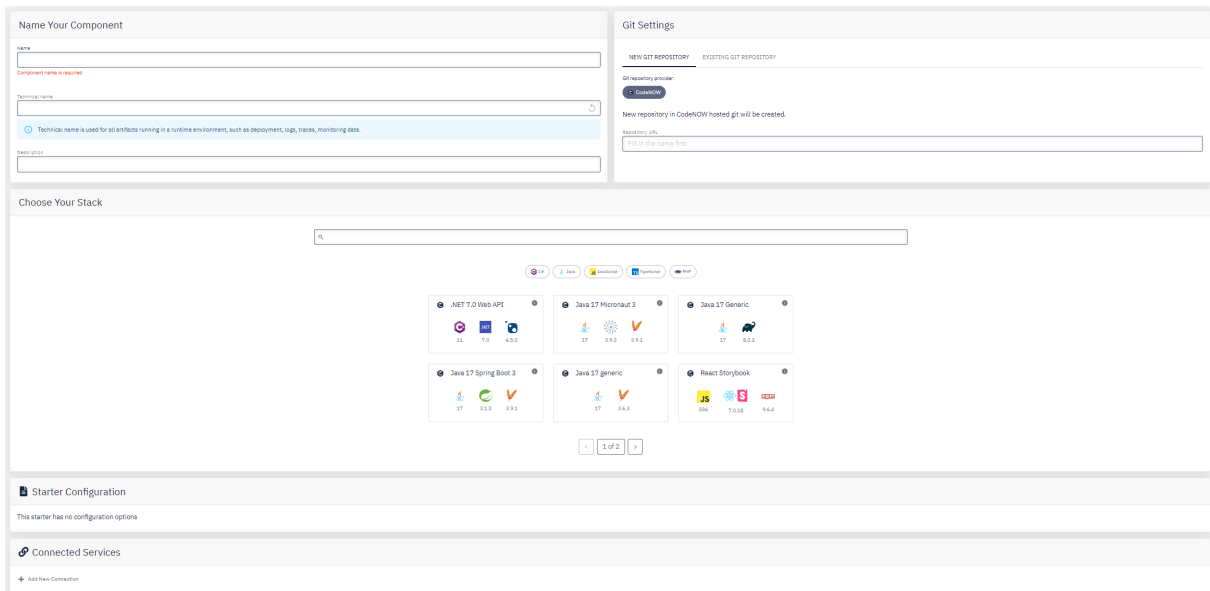 Name Your Component
Name
Component name is required
Technical name
Technical name is used for all artifacts running in a runtime environment, such as deployment, logs, traces, monitoring data.
Description
Git Settings
NEW GIT REPOSITORY EXISTING GIT REPOSITORY
Git repository provider:
CodeNOW
New repository in CodeNOW hosted git will be created.
Repository URL
Fill in the name first
Choose Your Stack
C# Java JavaScript TypeScript PHP
.NET 7.0 Web API
.NET
11 7.0 6.5.0
Java 17 Micronaut 3
17 3.9.3 3.9.1
Java 17 Generic
17 8.0.2
Java 17 Spring Boot 3
17 3.1.0 3.9.1
Java 17 generic
17 3.6.3
React Storybook
JS S npm
ES6 7.0.18 9.6.4
< 1 of 2 >
Starter Configuration
This starter has no configuration options
Connected Services
+ Add New Connection